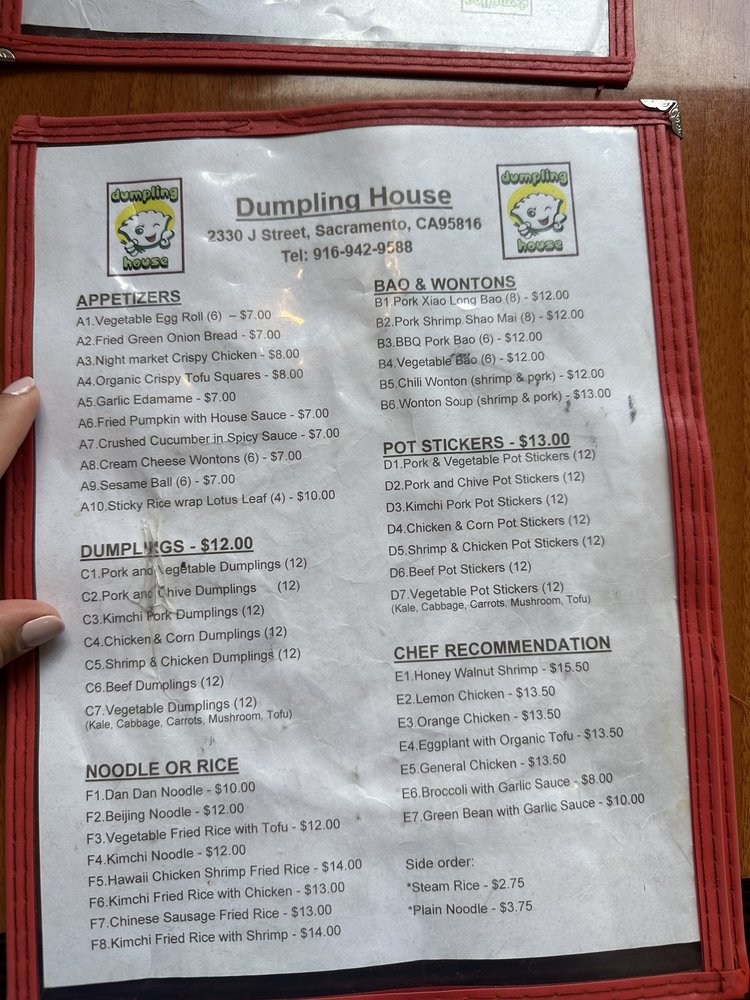 dumpling
house
Dumpling House
2330 J Street, Sacramento, CA95816
Tel: 916-942-9588
dumpling
house
APPETIZERS
A1.Vegetable Egg Roll (6) – $7.00
A2.Fried Green Onion Bread - $7.00
A3.Night market Crispy Chicken - $8.00
A4.Organic Crispy Tofu Squares - $8.00
A5.Garlic Edamame - $7.00
A6.Fried Pumpkin with House Sauce - $7.00
A7.Crushed Cucumber in Spicy Sauce - $7.00
A8.Cream Cheese Wontons (6) - $7.00
A9.Sesame Ball (6) - $7.00
A10.Sticky Rice wrap Lotus Leaf (4) - $10.00
DUMPLINGS - $12.00
C1.Pork and Vegetable Dumplings (12)
C2.Pork and Chive Dumplings (12)
C3.Kimchi Pork Dumplings (12)
C4.Chicken & Corn Dumplings (12)
C5.Shrimp & Chicken Dumplings (12)
C6.Beef Dumplings (12)
C7.Vegetable Dumplings (12)
(Kale, Cabbage, Carrots, Mushroom, Tofu)
NOODLE OR RICE
F1.Dan Dan Noodle - $10.00
F2.Beijing Noodle - $12.00
F3.Vegetable Fried Rice with Tofu - $12.00
F4.Kimchi Noodle - $12.00
F5.Hawaii Chicken Shrimp Fried Rice - $14.00
F6.Kimchi Fried Rice with Chicken - $13.00
F7.Chinese Sausage Fried Rice - $13.00
F8.Kimchi Fried Rice with Shrimp - $14.00
BAO & WONTONS
B1.Pork Xiao Long Bao (8) - $12.00
B2.Pork Shrimp Shao Mai (8) - $12.00
B3.BBQ Pork Bao (6) - $12.00
B4.Vegetable Bao (6) - $12.00
B5.Chili Wonton (shrimp & pork) - $12.00
B6.Wonton Soup (shrimp & pork) - $13.00
POT STICKERS - $13.00
D1.Pork & Vegetable Pot Stickers (12)
D2.Pork and Chive Pot Stickers (12)
D3.Kimchi Pork Pot Stickers (12)
D4.Chicken & Corn Pot Stickers (12)
D5.Shrimp & Chicken Pot Stickers (12)
D6.Beef Pot Stickers (12)
D7.Vegetable Pot Stickers (12)
(Kale, Cabbage, Carrots, Mushroom, Tofu)
CHEF RECOMMENDATION
E1.Honey Walnut Shrimp - $15.50
E2.Lemon Chicken - $13.50
E3.Orange Chicken - $13.50
E4.Eggplant with Organic Tofu - $13.50
E5.General Chicken - $13.50
E6.Broccoli with Garlic Sauce - $8.00
E7.Green Bean with Garlic Sauce - $10.00
Side order:
*Steam Rice - $2.75
*Plain Noodle - $3.75